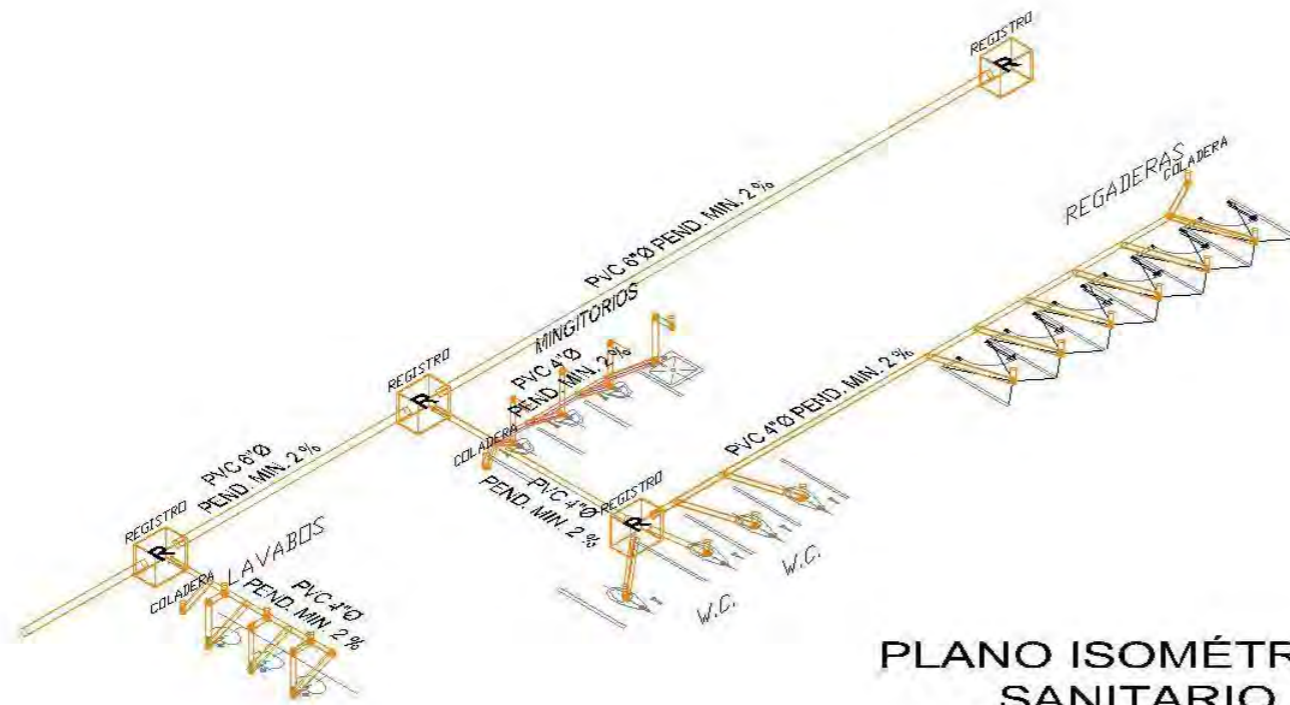 REGISTRO
R
REGADERAS
COLADERA
PVC 6"Ø PEND. MIN. 2 %
MINGITORIOS
PVC 4"Ø
PEND. MIN. 2 %
REGISTRO
R
COLADERA
PVC 4"Ø PEND. MIN. 2 %
PVC 6"Ø
PEND. MIN. 2 %
PVC 4"Ø
PEND. MIN. 2 %
REGISTRO
R
W.C.
W.C.
REGISTRO
R
LAVABOS
COLADERA
PVC 4"Ø
PEND. MIN. 2 %
PLANO ISOMÉTR
SANITARIO